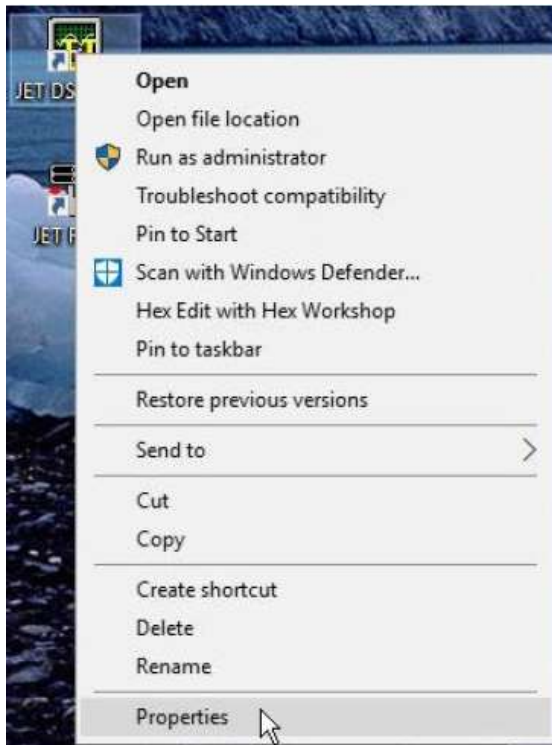 JET DS
Open
Open file location
Run as administrator
Troubleshoot compatibility
Pin to Start
Scan with Windows Defender...
JET
Hex Edit with Hex Workshop
Pin to taskbar
Restore previous versions
Send to
Cut
Copy
Create shortcut
Delete
Rename
Properties